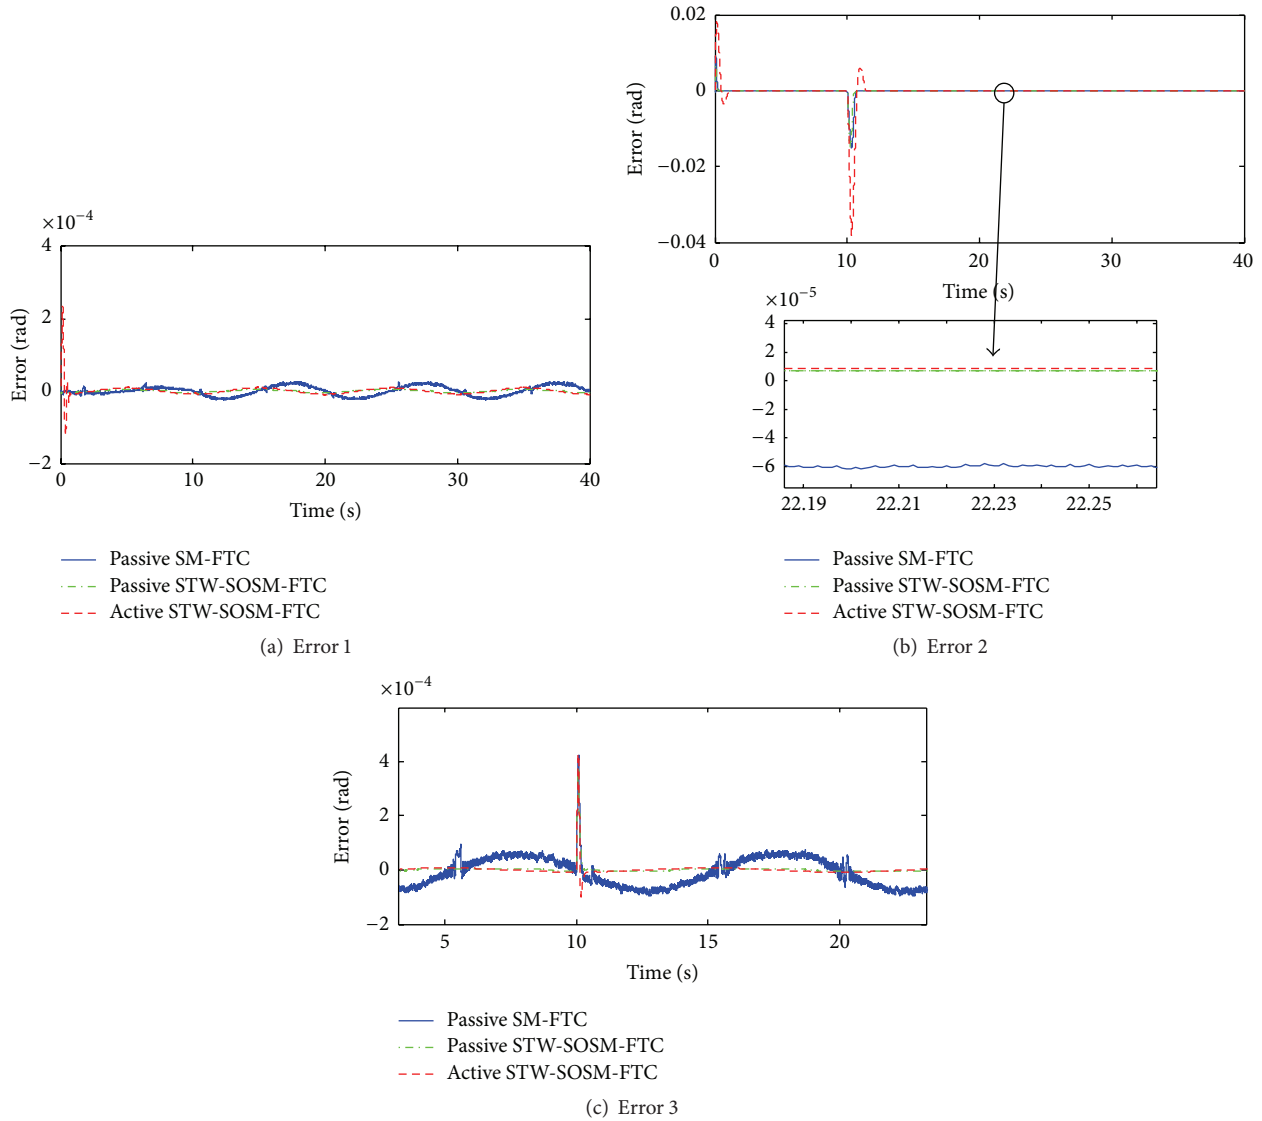 ×10⁻⁴
4
2
0
−2
Error (rad)
0 10 20 30 40
Time (s)
Passive SM-FTC
Passive STW-SOSM-FTC
Active STW-SOSM-FTC
(a) Error 1
0.02
0
−0.02
−0.04
Error (rad)
0 10 20 30 40
Time (s)
×10⁻⁵
4
2
0
−2
−4
−6
22.19 22.21 22.23 22.25
Passive SM-FTC
Passive STW-SOSM-FTC
Active STW-SOSM-FTC
(b) Error 2
×10⁻⁴
4
2
0
−2
Error (rad)
5 10 15 20
Time (s)
Passive SM-FTC
Passive STW-SOSM-FTC
Active STW-SOSM-FTC
(c) Error 3